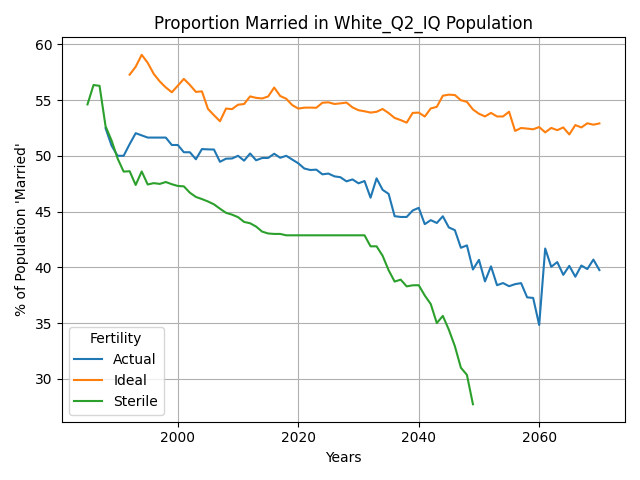 Proportion Married in White_Q2_IQ Population
% of Population 'Married'
60
55
50
45
40
35
30
Fertility
Actual
Ideal
Sterile
2000
2020
2040
2060
Years